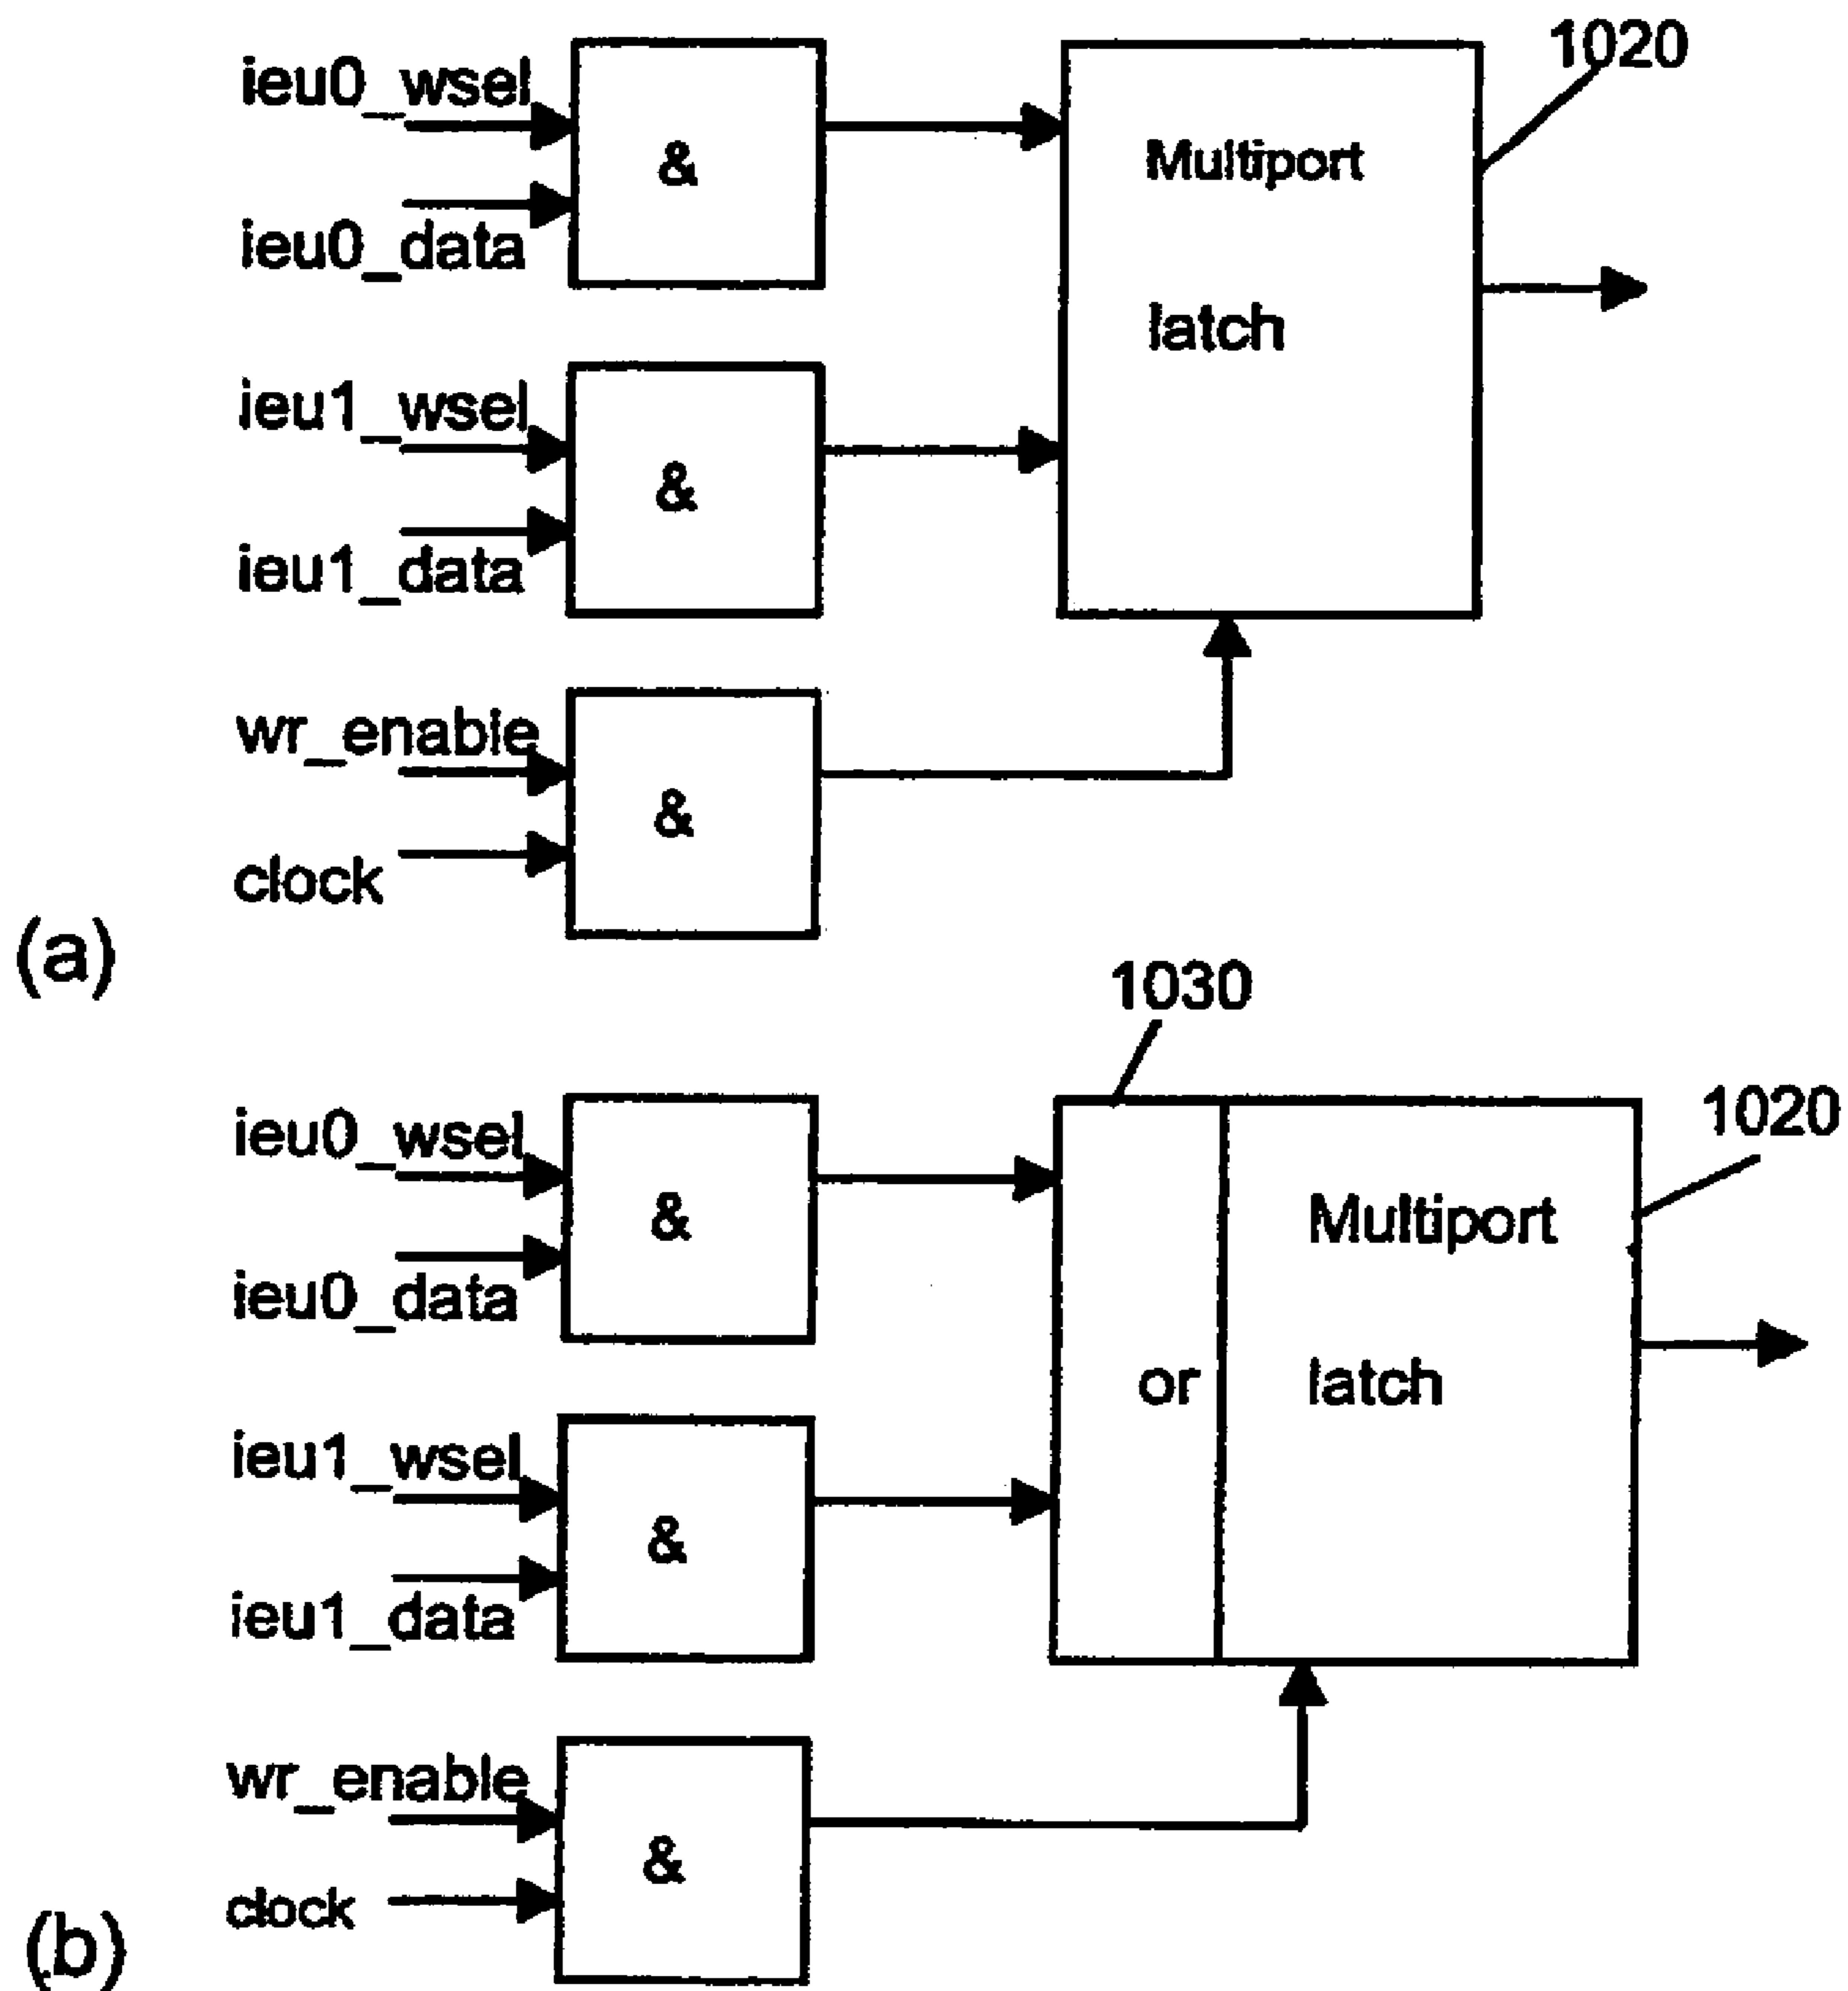 1020
ieu0_wsel
&
Multiport
ieu0_data
latch
ieu1_wsel
&
ieu1_data
wr_enable
&
clock
(a)
1030
1020
ieu0_wsel
&
Multiport
ieu0_data
or
latch
ieu1_wsel
&
ieu1_data
wr_enable
&
clock
(b)